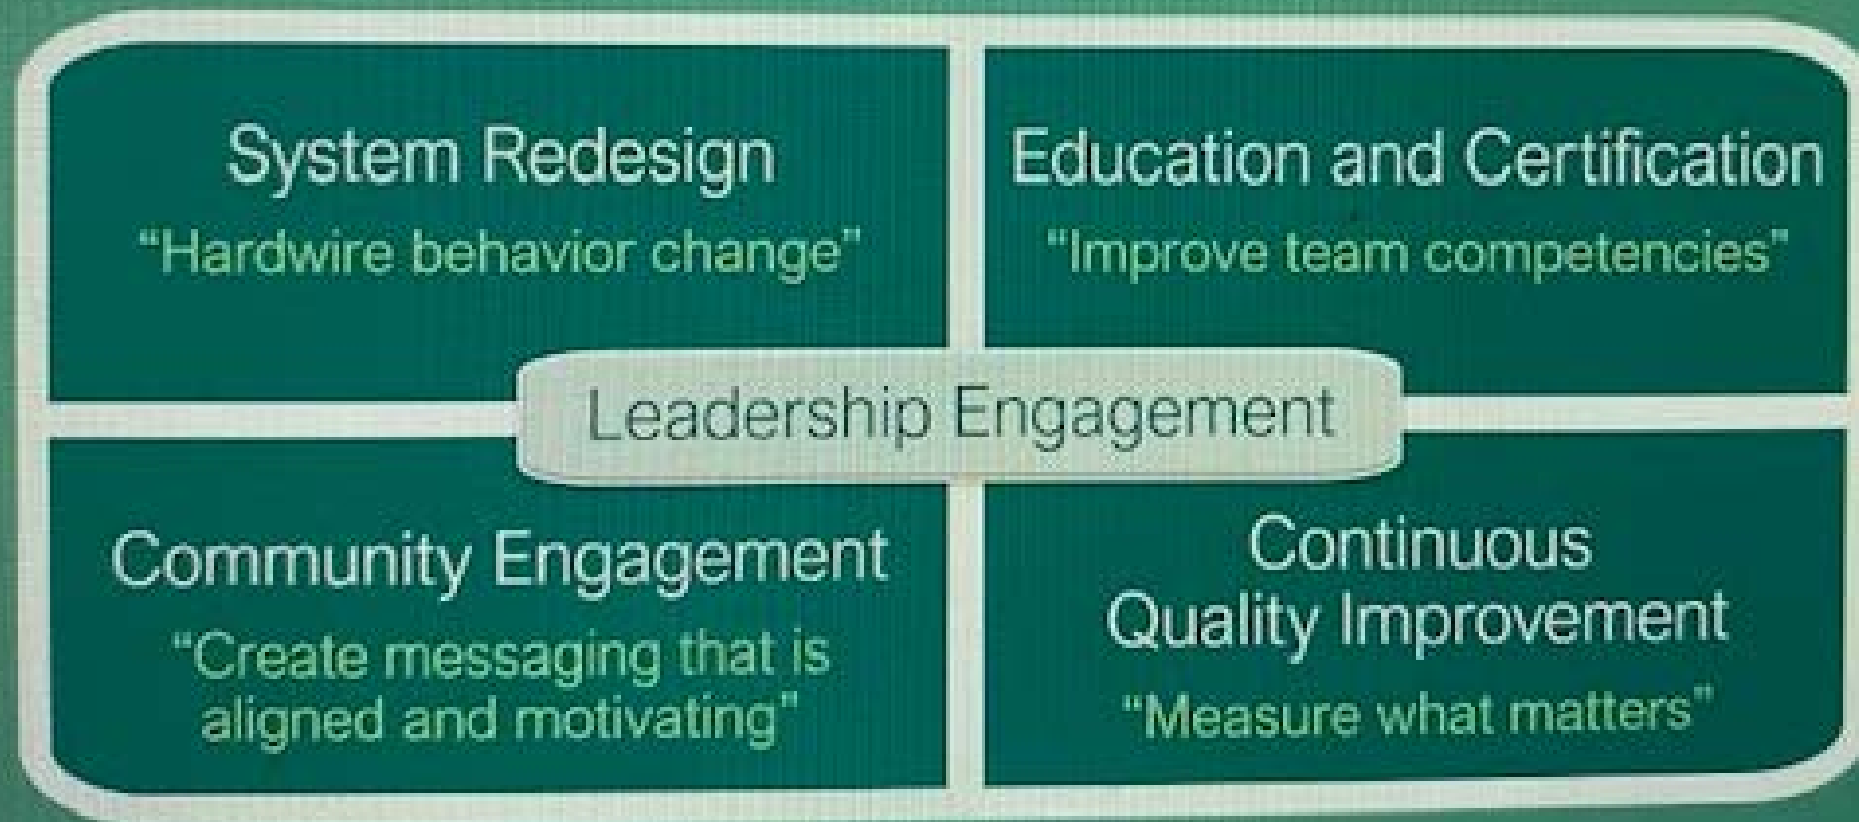 System Redesign
“Hardwire behavior change”
Education and Certification
“Improve team competencies”
Leadership Engagement
Community Engagement
“Create messaging that is
aligned and motivating”
Continuous
Quality Improvement
“Measure what matters”